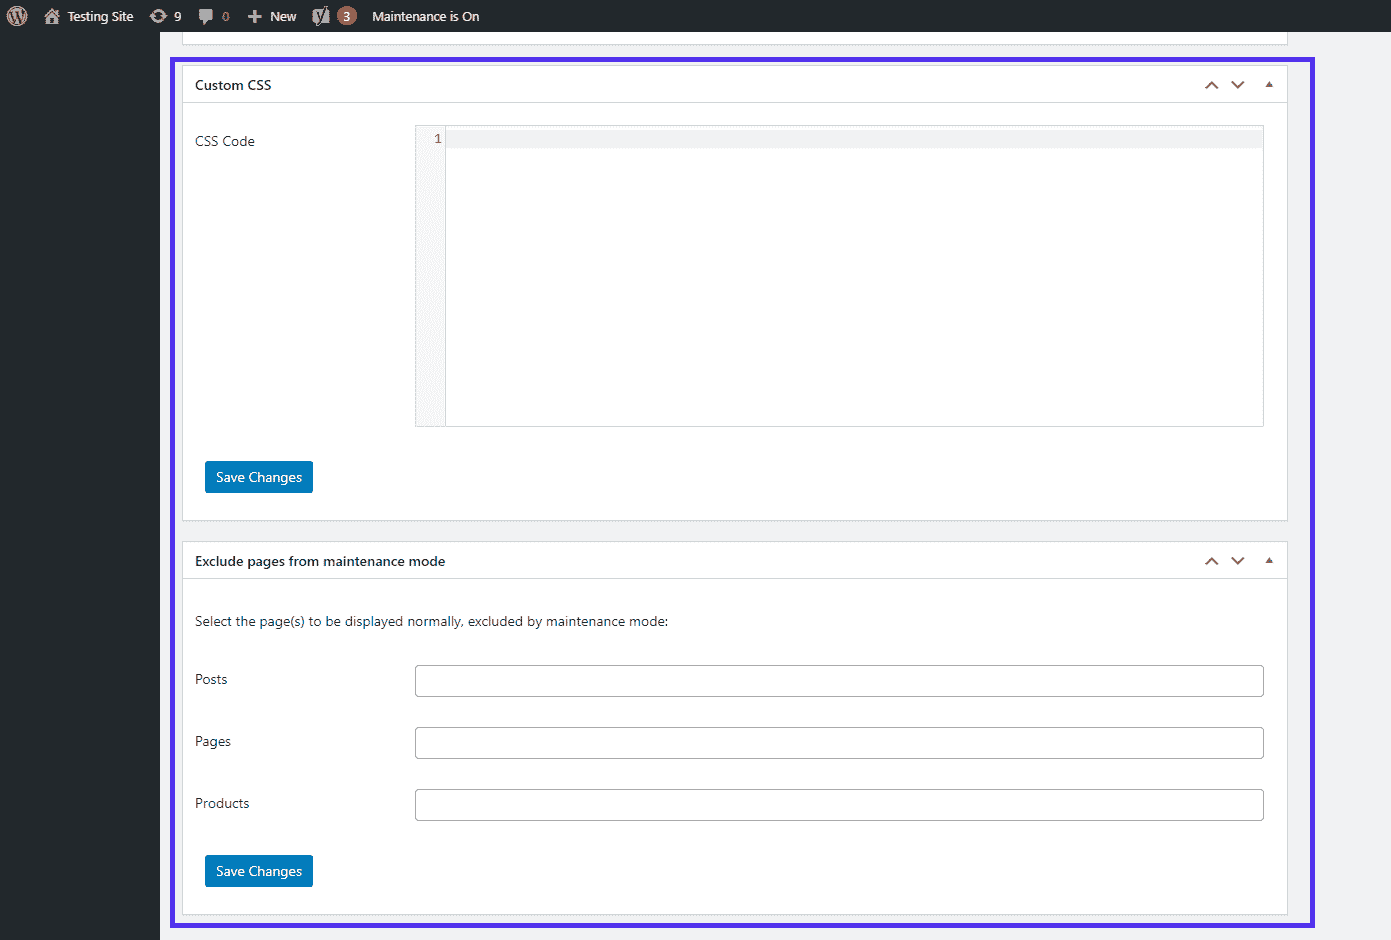 Testing Site 9 0 New 3 Maintenance is On
Custom CSS
CSS Code
1
Save Changes
Exclude pages from maintenance mode
Select the page(s) to be displayed normally, excluded by maintenance mode:
Posts
Pages
Products
Save Changes